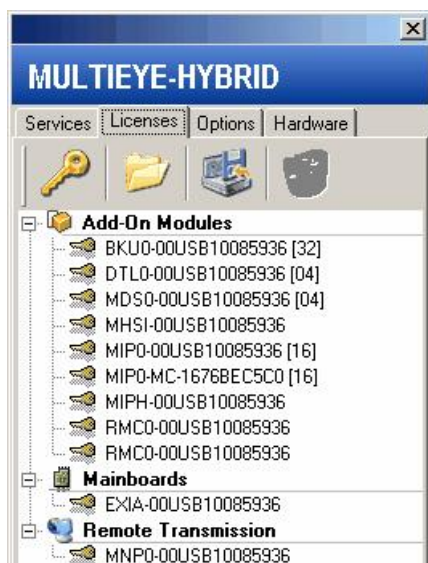 MULTIEYE-HYBRID
Services Licenses Options Hardware
Add-On Modules
BKU0-00USB10085936 [32]
DTL0-00USB10085936 [04]
MDS0-00USB10085936 [04]
MHSI-00USB10085936
MIP0-00USB10085936 [16]
MIP0-MC-1676BEC5C0 [16]
MIPH-00USB10085936
RMC0-00USB10085936
RMC0-00USB10085936
Mainboards
EXIA-00USB10085936
Remote Transmission
MNP0-00USB10085936